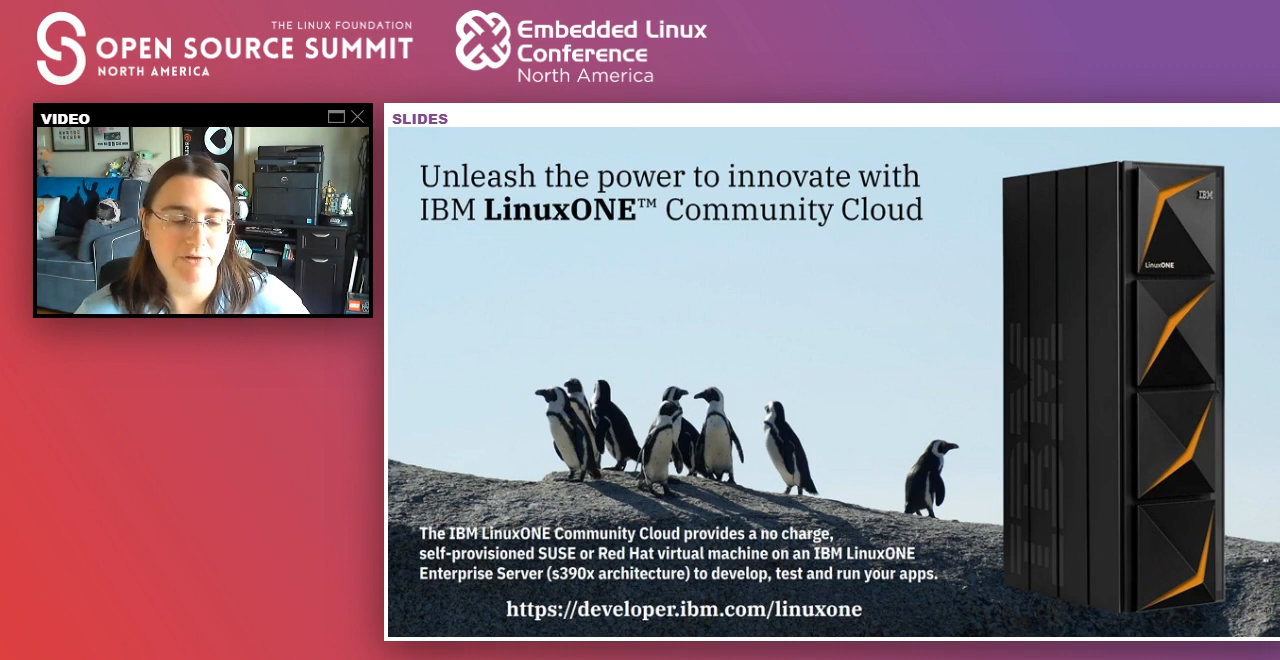 THE LINUX FOUNDATION
OPEN SOURCE SUMMIT
NORTH AMERICA
Embedded Linux
Conference
North America
VIDEO
SLIDES
Unleash the power to innovate with
IBM LinuxONE™ Community Cloud
IBM
LinuxONE
IBM
The IBM LinuxONE Community Cloud provides a no charge,
self-provisioned SUSE or Red Hat virtual machine on an IBM LinuxONE
Enterprise Server (s390x architecture) to develop, test and run your apps.
https://developer.ibm.com/linuxone